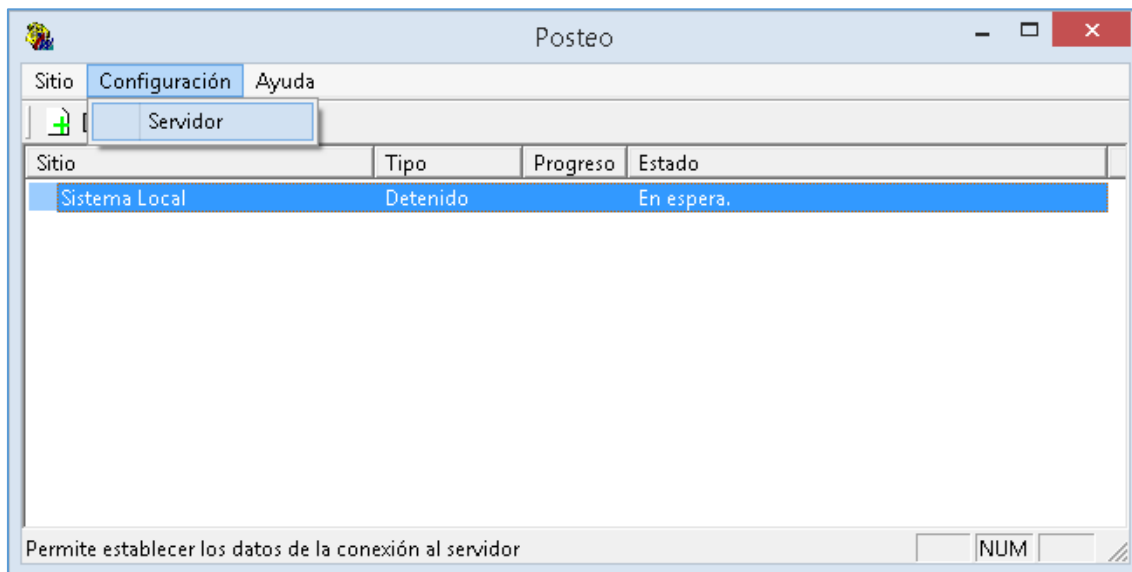 Posteo
Sitio Configuración Ayuda
Servidor
Sitio Tipo Progreso Estado
Sistema Local Detenido En espera.
Permite establecer los datos de la conexión al servidor NUM